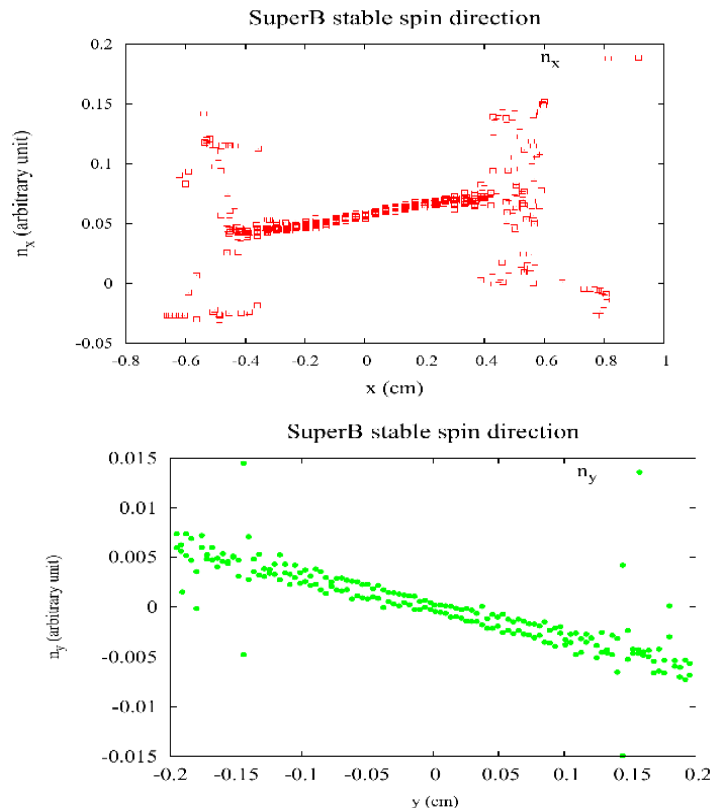 SuperB stable spin direction
0.2
n_x
0.15
0.1
n_x (arbitrary unit)
0.05
0
-0.05
-0.8 -0.6 -0.4 -0.2 0 0.2 0.4 0.6 0.8 1
x (cm)
SuperB stable spin direction
0.015
n_y
0.01
0.005
n_y (arbitrary unit)
0
-0.005
-0.01
-0.015
-0.2 -0.15 -0.1 -0.05 0 0.05 0.1 0.15 0.2
y (cm)